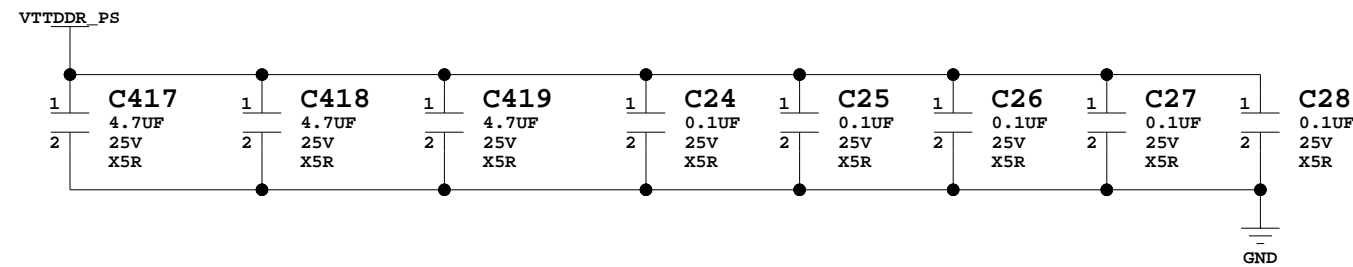 VTTDDR_PS
1 C417 1 C418 1 C419 1 C24 1 C25 1 C26 1 C27 1 C28
4.7UF 4.7UF 4.7UF 0.1UF 0.1UF 0.1UF 0.1UF 0.1UF
2 25V 2 25V 2 25V 2 25V 2 25V 2 25V 2 25V 2 25V
X5R X5R X5R X5R X5R X5R X5R X5R
GND